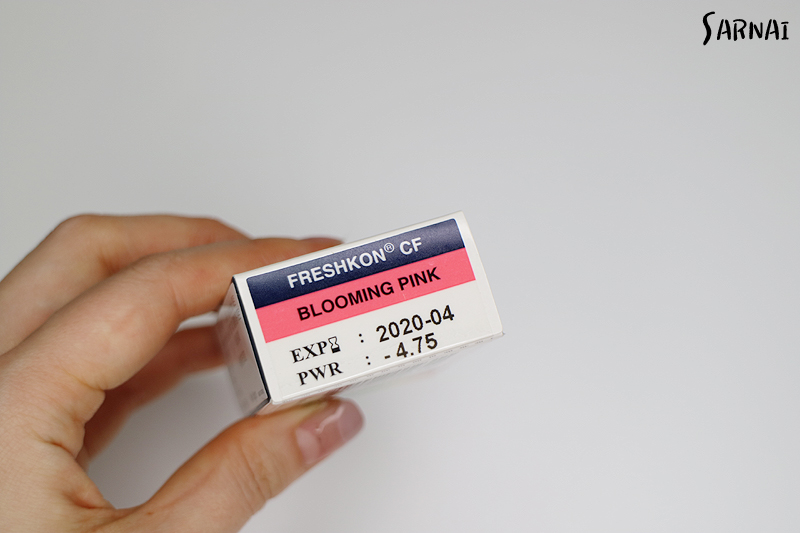 SARNAI
FRESHKON® CF
BLOOMING PINK
EXP⌛ : 2020-04
PWR : - 4.75